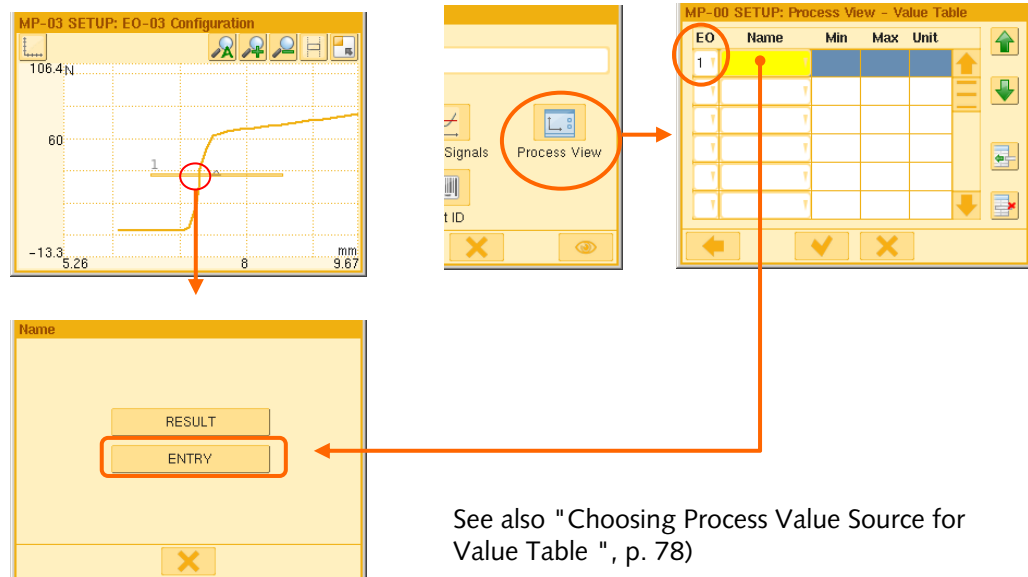 MP-03 SETUP: EO-03 Configuration
106.4 N
60
1
-13.3
5.26
8
mm
9.67
Signals
Process View
t ID
MP-00 SETUP: Process View - Value Table
EO Name Min Max Unit
1
Name
RESULT
ENTRY
See also "Choosing Process Value Source for
Value Table ", p. 78)